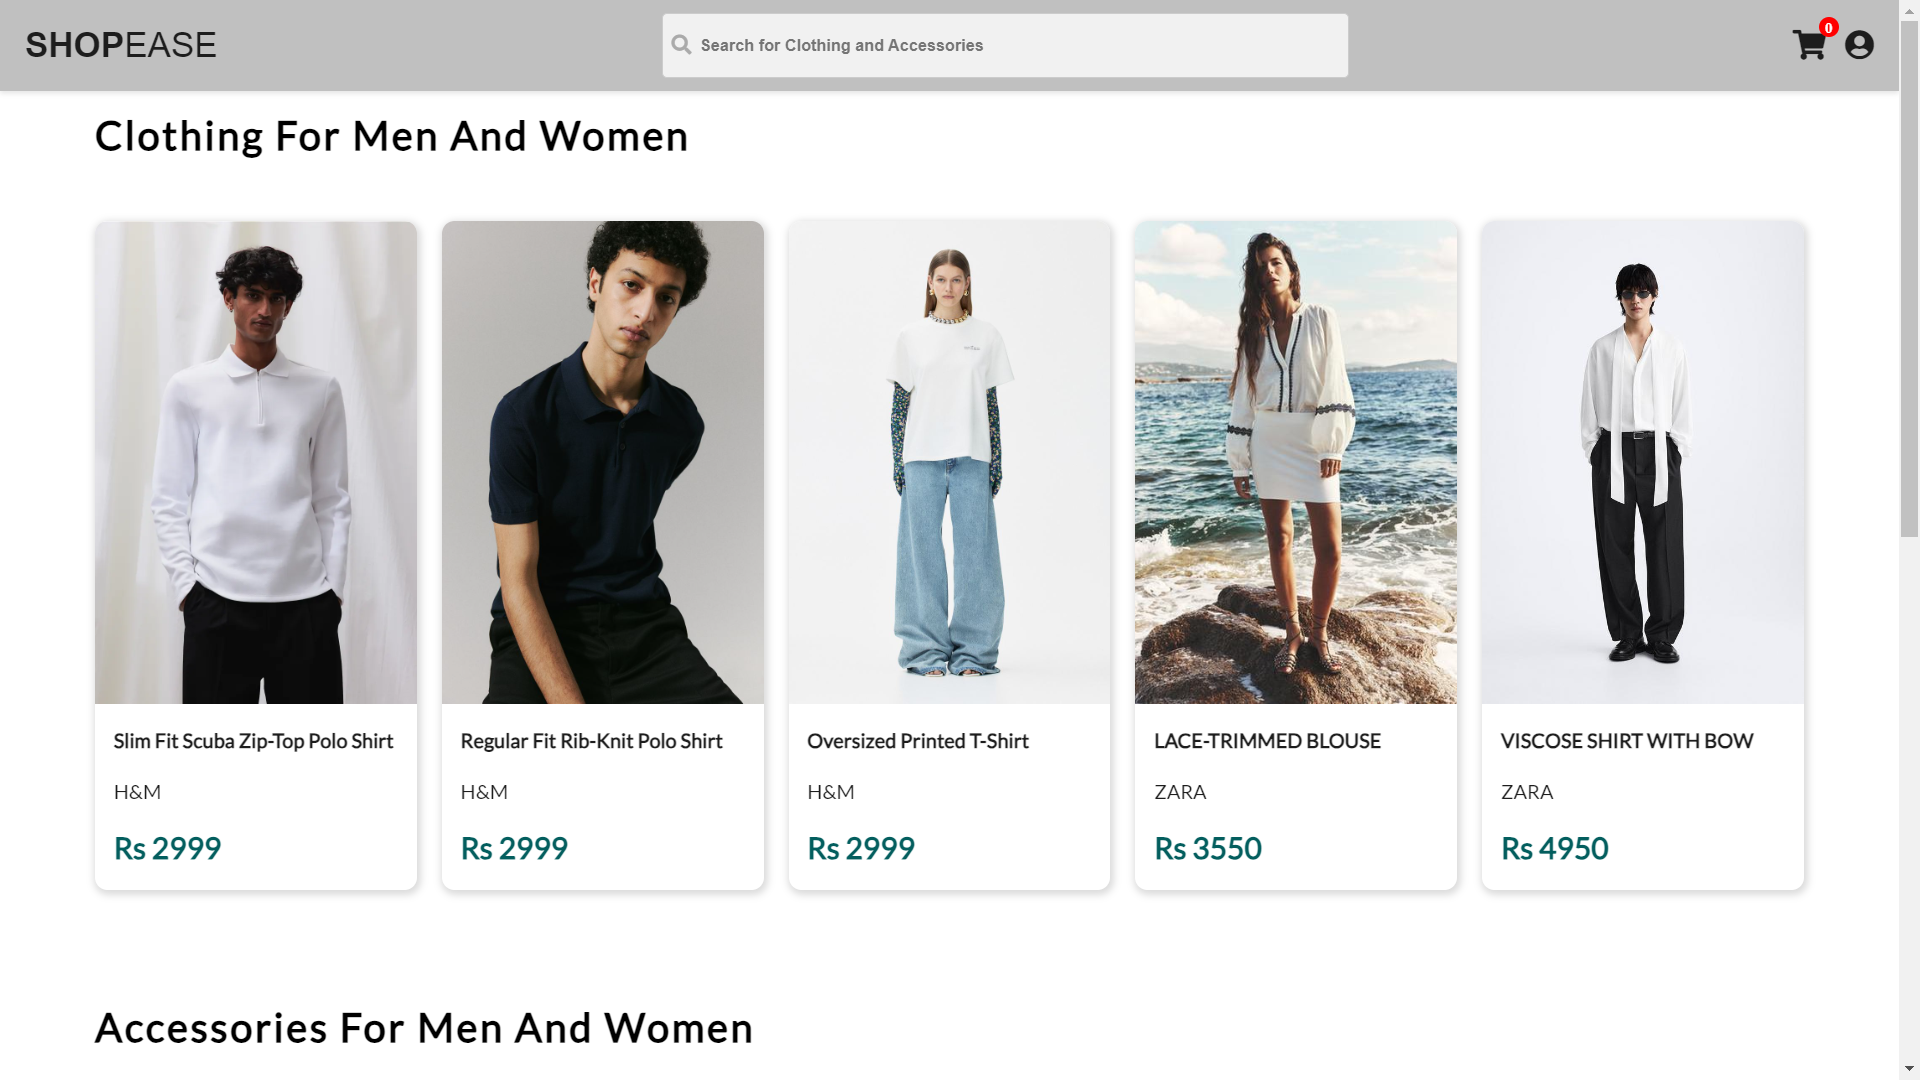 SHOPEASE
Search for Clothing and Accessories
0
Clothing For Men And Women
Slim Fit Scuba Zip-Top Polo Shirt
H&M
Rs 2999
Regular Fit Rib-Knit Polo Shirt
H&M
Rs 2999
Oversized Printed T-Shirt
H&M
Rs 2999
LACE-TRIMMED BLOUSE
ZARA
Rs 3550
VISCOSE SHIRT WITH BOW
ZARA
Rs 4950
Accessories For Men And Women